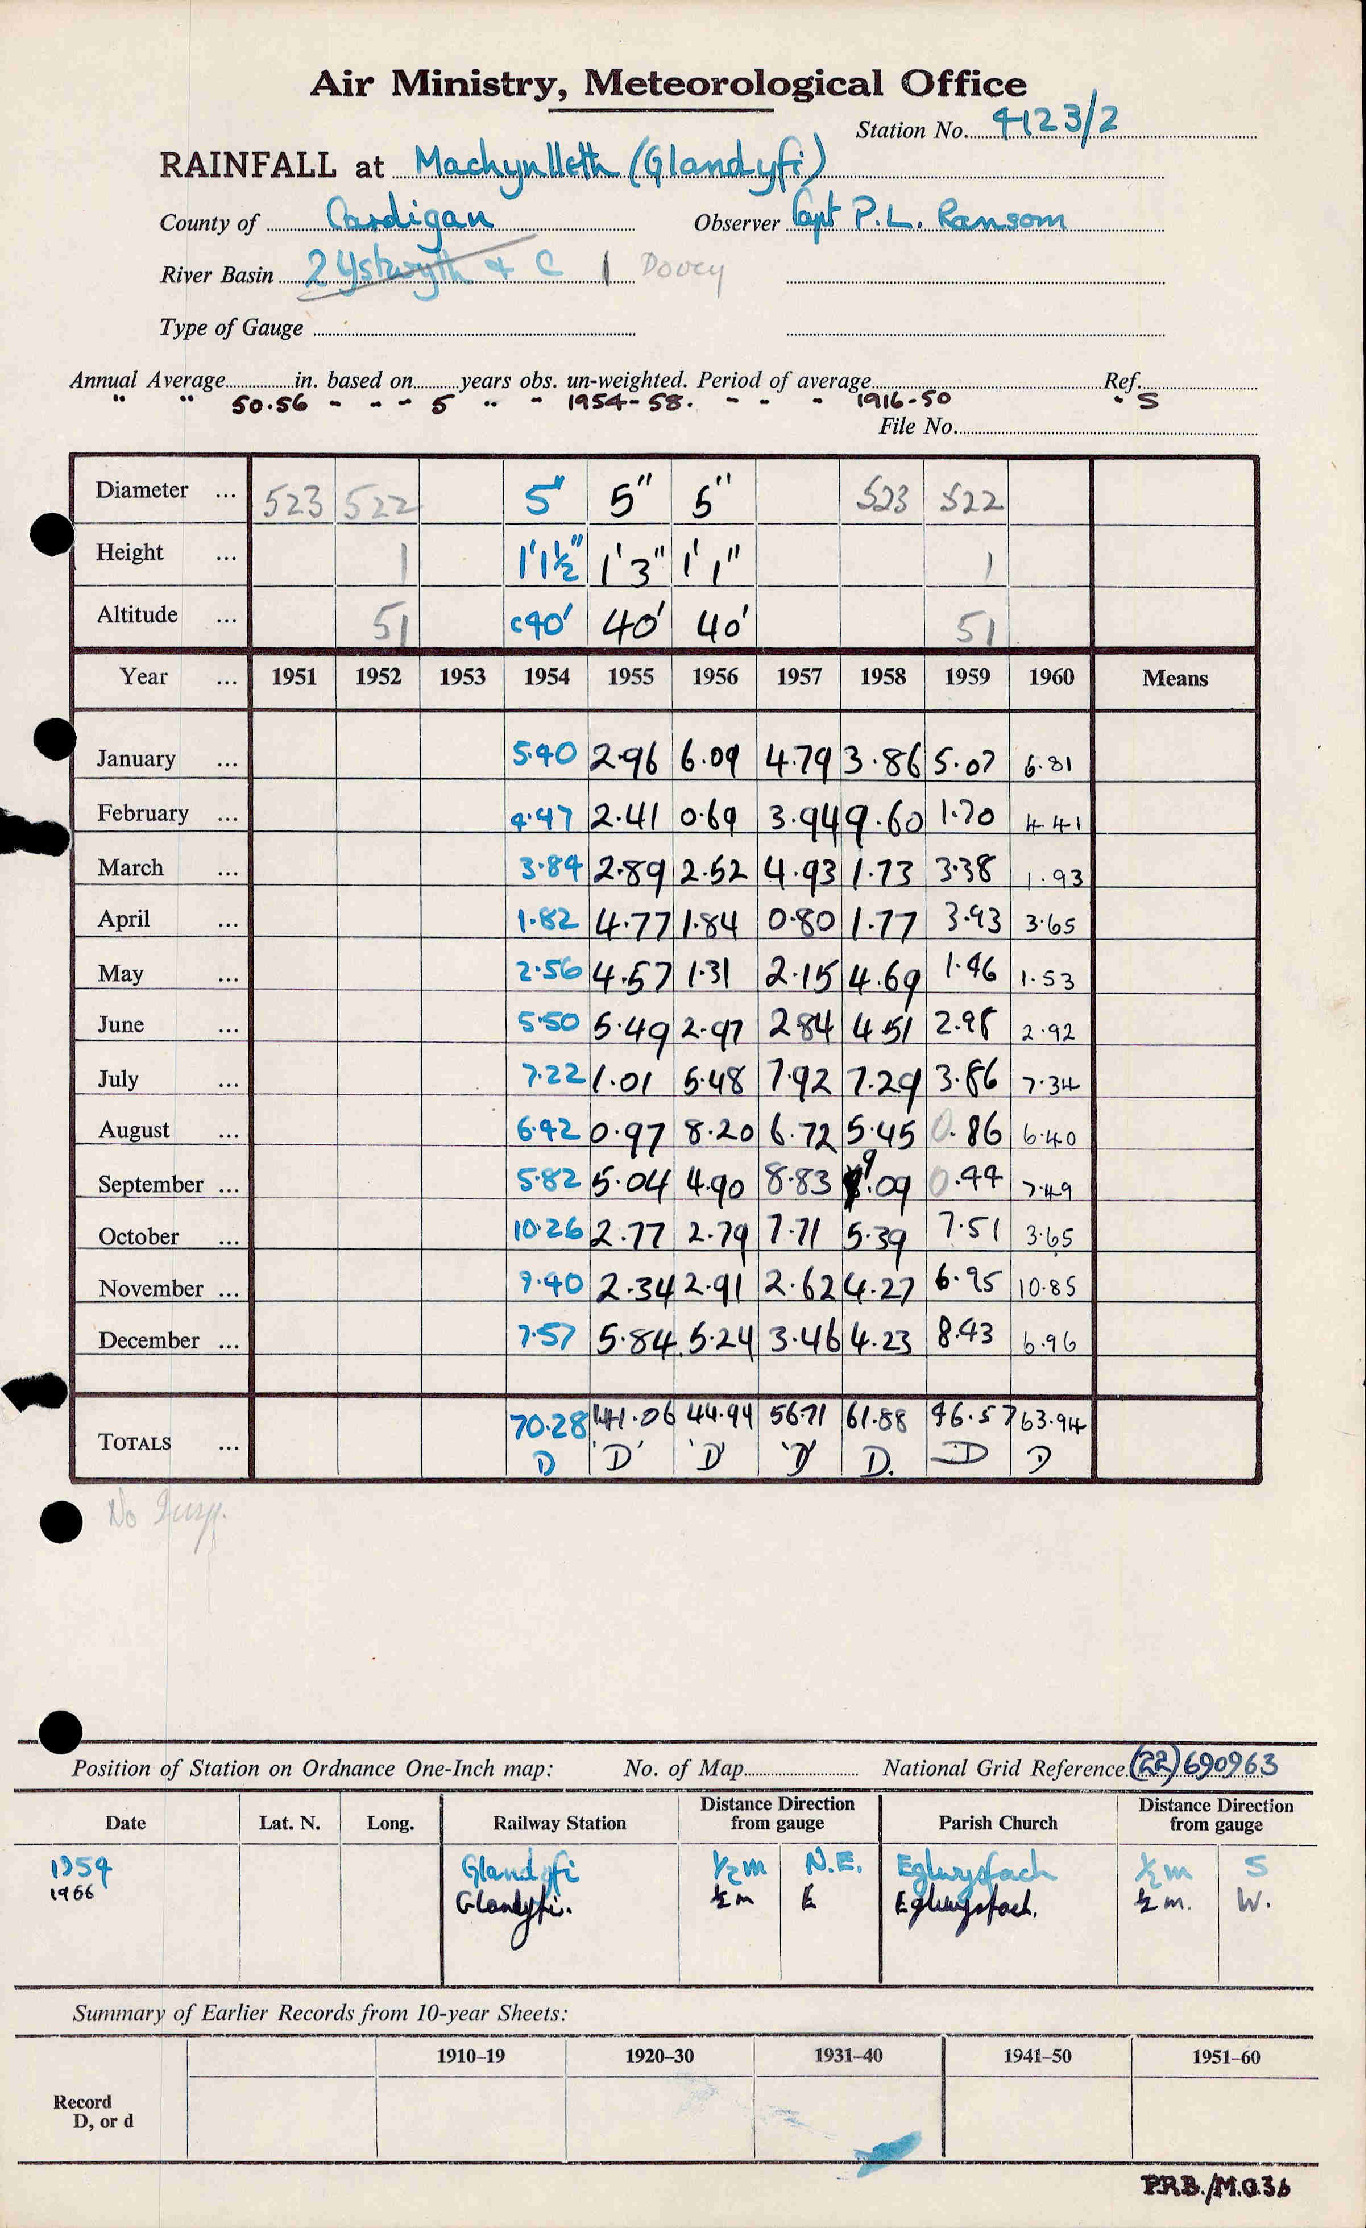 Air Ministry, Meteorological Office
Station No. 4123/2
RAINFALL at Machynlleth (Glandyfi)
County of Cardigan Observer Capt P.L. Ransom
River Basin 2 Ystwyth + C 1 Dovey
Type of Gauge
Annual Average in. based on years obs. un-weighted. Period of average Ref.
" " 50.56 - - - 5 " - 1954-58. - - - 1916-50 - S
File No.
Diameter ... 523 522 5" 5" 5" 523 522
Height ... 1 1'1½" 1'3" 1'1" 1
Altitude ... 51 c40' 40' 40' 51
Year ... 1951 1952 1953 1954 1955 1956 1957 1958 1959 1960 Means
January ... 5.40 2.96 6.09 4.79 3.86 5.07 6.81
February ... 4.47 2.41 0.69 3.94 9.60 1.70 4.41
March ... 3.84 2.89 2.52 4.93 1.73 3.38 1.93
April ... 1.82 4.77 1.84 0.80 1.77 3.93 3.65
May ... 2.56 4.57 1.31 2.15 4.69 1.46 1.53
June ... 5.50 5.49 2.97 2.84 4.51 2.98 2.92
July ... 7.22 1.01 5.48 7.92 7.29 3.86 7.34
August ... 6.42 0.97 8.20 6.72 5.45 0.86 6.40
September ... 5.82 5.04 4.90 8.83 9.09 0.44 7.49
October ... 10.26 2.77 2.79 7.71 5.39 7.51 3.65
November ... 9.40 2.34 2.91 2.62 4.27 6.95 10.85
December ... 7.57 5.84 5.24 3.46 4.23 8.43 6.96
TOTALS ... 70.28 41.06 44.94 56.71 61.88 46.57 63.94
D 'D' 'D' 'D' D. D D
No
Position of Station on Ordnance One-Inch map: No. of Map National Grid Reference (22) 690963
Date Lat. N. Long. Railway Station Distance Direction from gauge Parish Church Distance Direction from gauge
1954 Glandyfi ½m N.E. Eglwysfach ½m S
1956 Glandyfi. ½m E Eglwysfach. ½m. W.
Summary of Earlier Records from 10-year Sheets:
1910–19 1920–30 1931–40 1941–50 1951–60
Record
D, or d
P.R.B./M.O.36